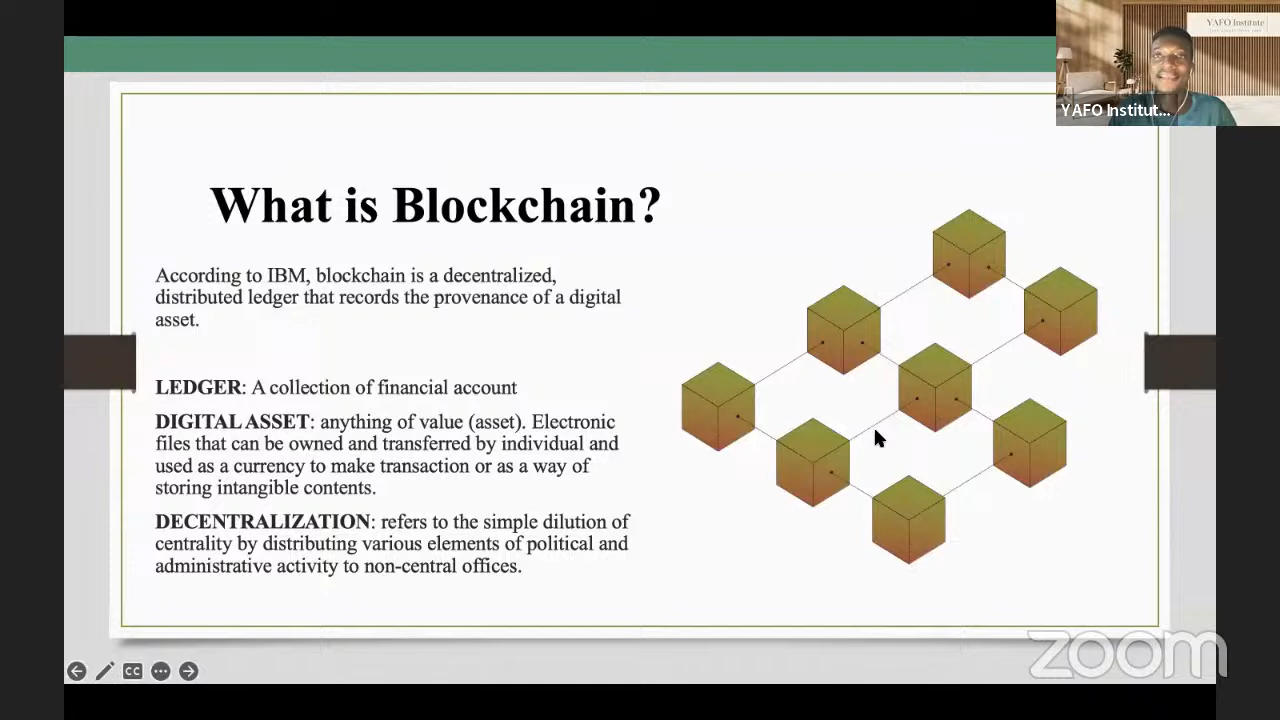 YAFO Institute
YAFO Institut...
What is Blockchain?
According to IBM, blockchain is a decentralized,
distributed ledger that records the provenance of a digital
asset.
LEDGER: A collection of financial account
DIGITAL ASSET: anything of value (asset). Electronic
files that can be owned and transferred by individual and
used as a currency to make transaction or as a way of
storing intangible contents.
DECENTRALIZATION: refers to the simple dilution of
centrality by distributing various elements of political and
administrative activity to non-central offices.
zoom
CC